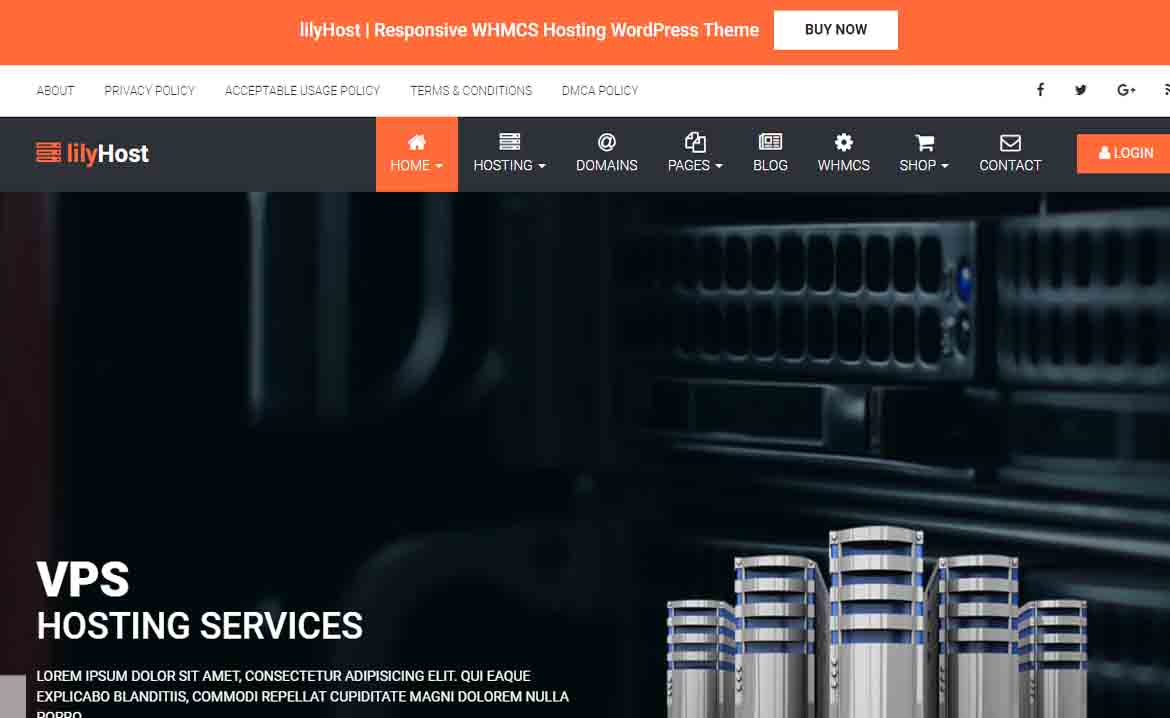 lilyHost | Responsive WHMCS Hosting WordPress Theme BUY NOW
ABOUT PRIVACY POLICY ACCEPTABLE USAGE POLICY TERMS & CONDITIONS DMCA POLICY
lilyHost
HOME HOSTING DOMAINS PAGES BLOG WHMCS SHOP CONTACT LOGIN
VPS
HOSTING SERVICES
LOREM IPSUM DOLOR SIT AMET, CONSECTETUR ADIPISICING ELIT. QUI EAQUE
EXPLICABO BLANDITIIS, COMMODI REPELLAT CUPIDITATE MAGNI DOLOREM NULLA
PORRO